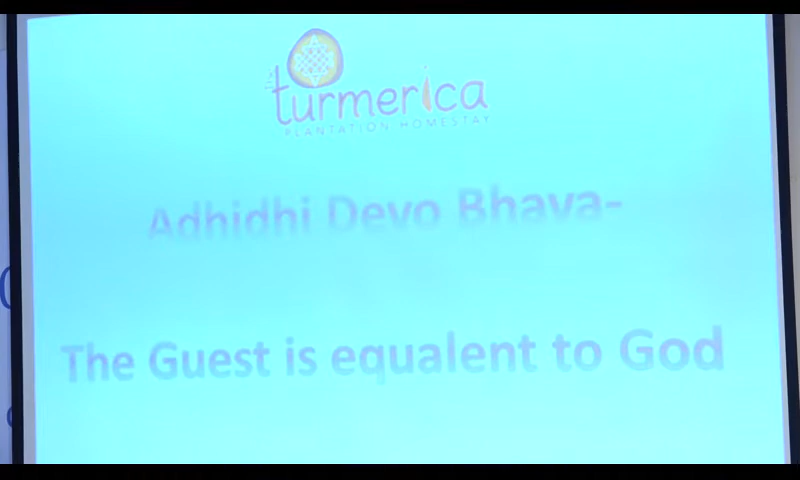 turmerica
PLANTATION HOMESTAY
Adhidhi Devo Bhava-
The Guest is equalent to God